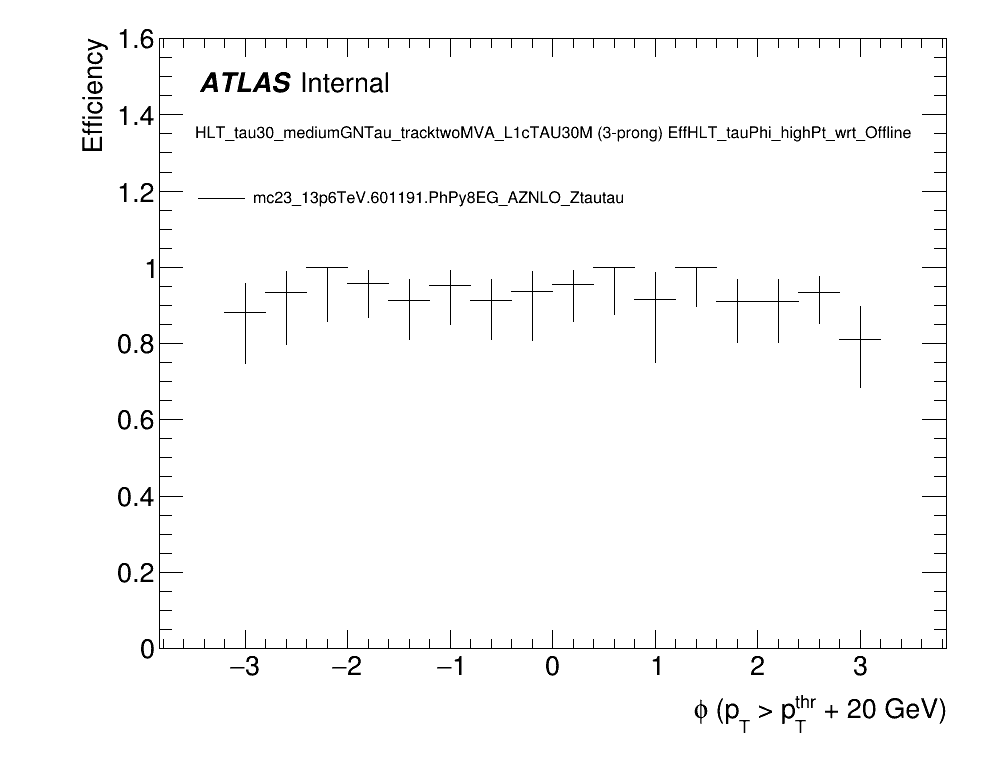 1.6
Efficiency
ATLAS Internal
1.4
HLT_tau30_mediumGNTau_tracktwoMVA_L1cTAU30M (3-prong) EffHLT_tauPhi_highPt_wrt_Offline
1.2
mc23_13p6TeV.601191.PhPy8EG_AZNLO_Ztautau
1
0.8
0.6
0.4
0.2
0
−3 −2 −1 0 1 2 3
ϕ (p_T > p_T^thr + 20 GeV)